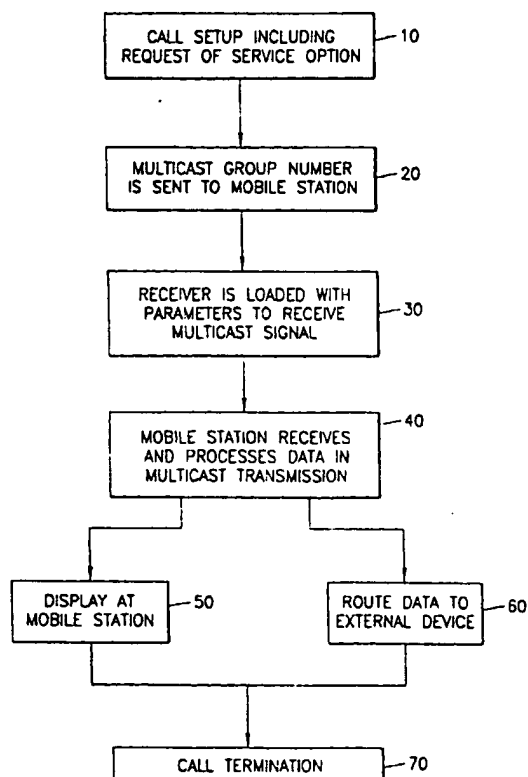 CALL SETUP INCLUDING
REQUEST OF SERVICE OPTION
10
MULTICAST GROUP NUMBER
IS SENT TO MOBILE STATION
20
RECEIVER IS LOADED WITH
PARAMETERS TO RECEIVE
MULTICAST SIGNAL
30
40
MOBILE STATION RECEIVES
AND PROCESSES DATA IN
MULTICAST TRANSMISSION
DISPLAY AT
MOBILE STATION
50
ROUTE DATA TO
EXTERNAL DEVICE
60
CALL TERMINATION
70